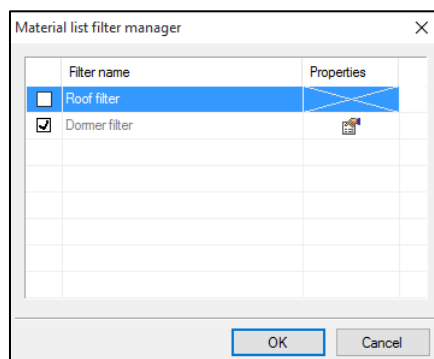 Material list filter manager
Filter name Properties
Roof filter
Dormer filter
OK Cancel